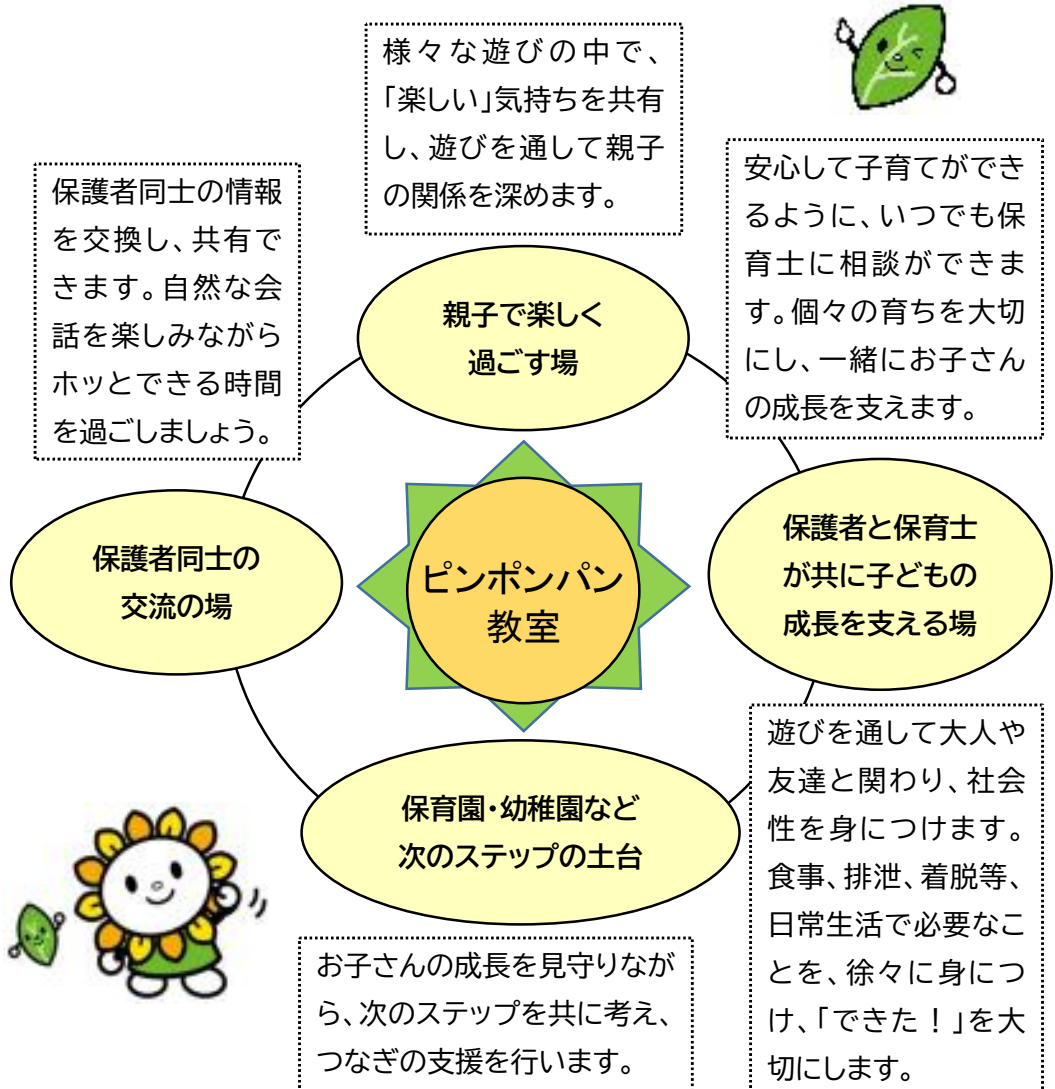 様々な遊びの中で、
「楽しい」気持ちを共有
し、遊びを通して親子
の関係を深めます。
保護者同士の情報
を交換し、共有で
きます。自然な会
話を楽しみながら
ホッとできる時間
を過ごしましょう。
安心して子育てができ
るように、いつでも保
育士に相談ができま
す。個々の育ちを大切
にし、一緒にお子さん
の成長を支えます。
親子で楽しく
過ごす場
保護者同士の
交流の場
ピンポンパン
教室
保護者と保育士
が共に子どもの
成長を支える場
保育園・幼稚園など
次のステップの土台
遊びを通して大人や
友達と関わり、社会
性を身につけます。
食事、排泄、着脱等、
日常生活で必要なこ
とを、徐々に身につ
け、「できた!」を大
切にします。
お子さんの成長を見守りなが
ら、次のステップを共に考え、
つなぎの支援を行います。